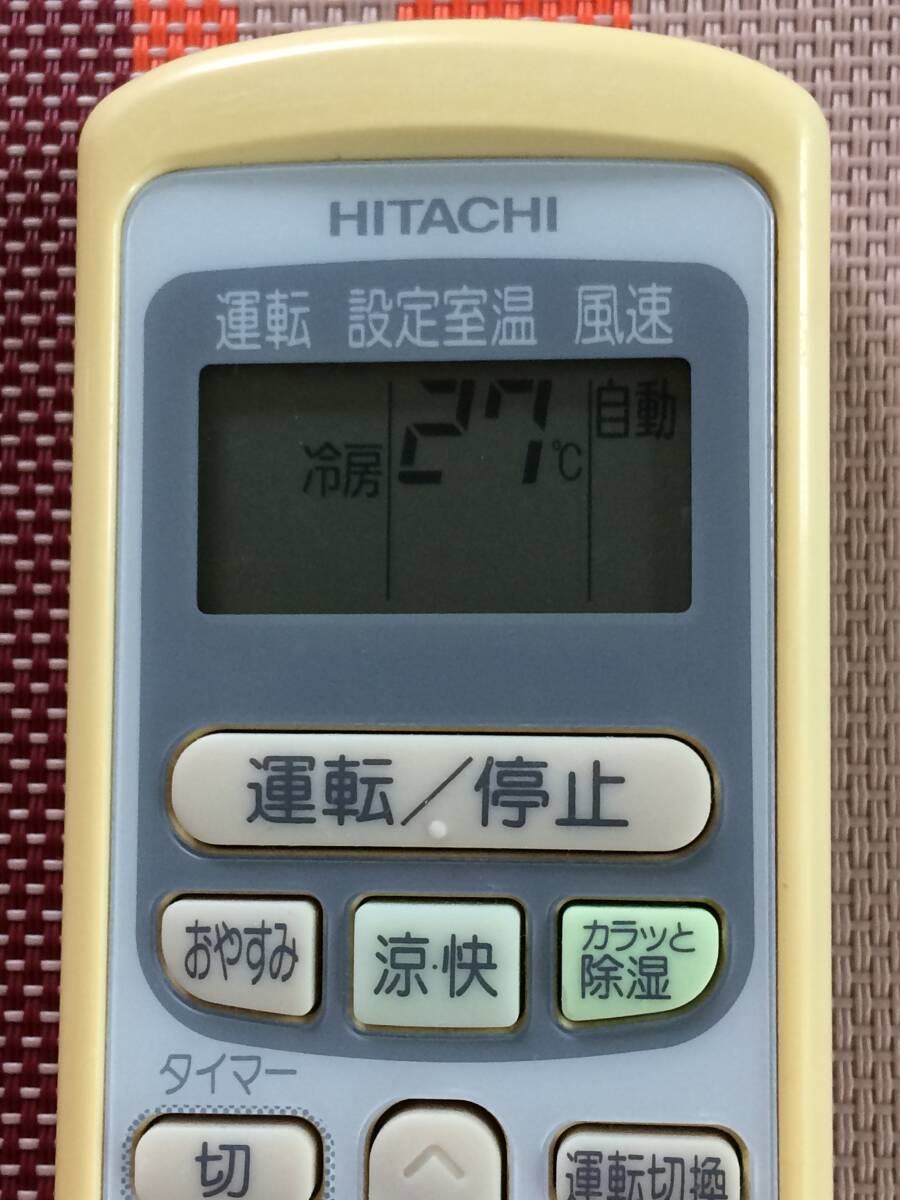 HITACHI
運転 設定室温 風速
冷房 27℃ 自動
運転／停止
おやすみ 涼・快 カラッと
除湿
タイマー
切 運転切換